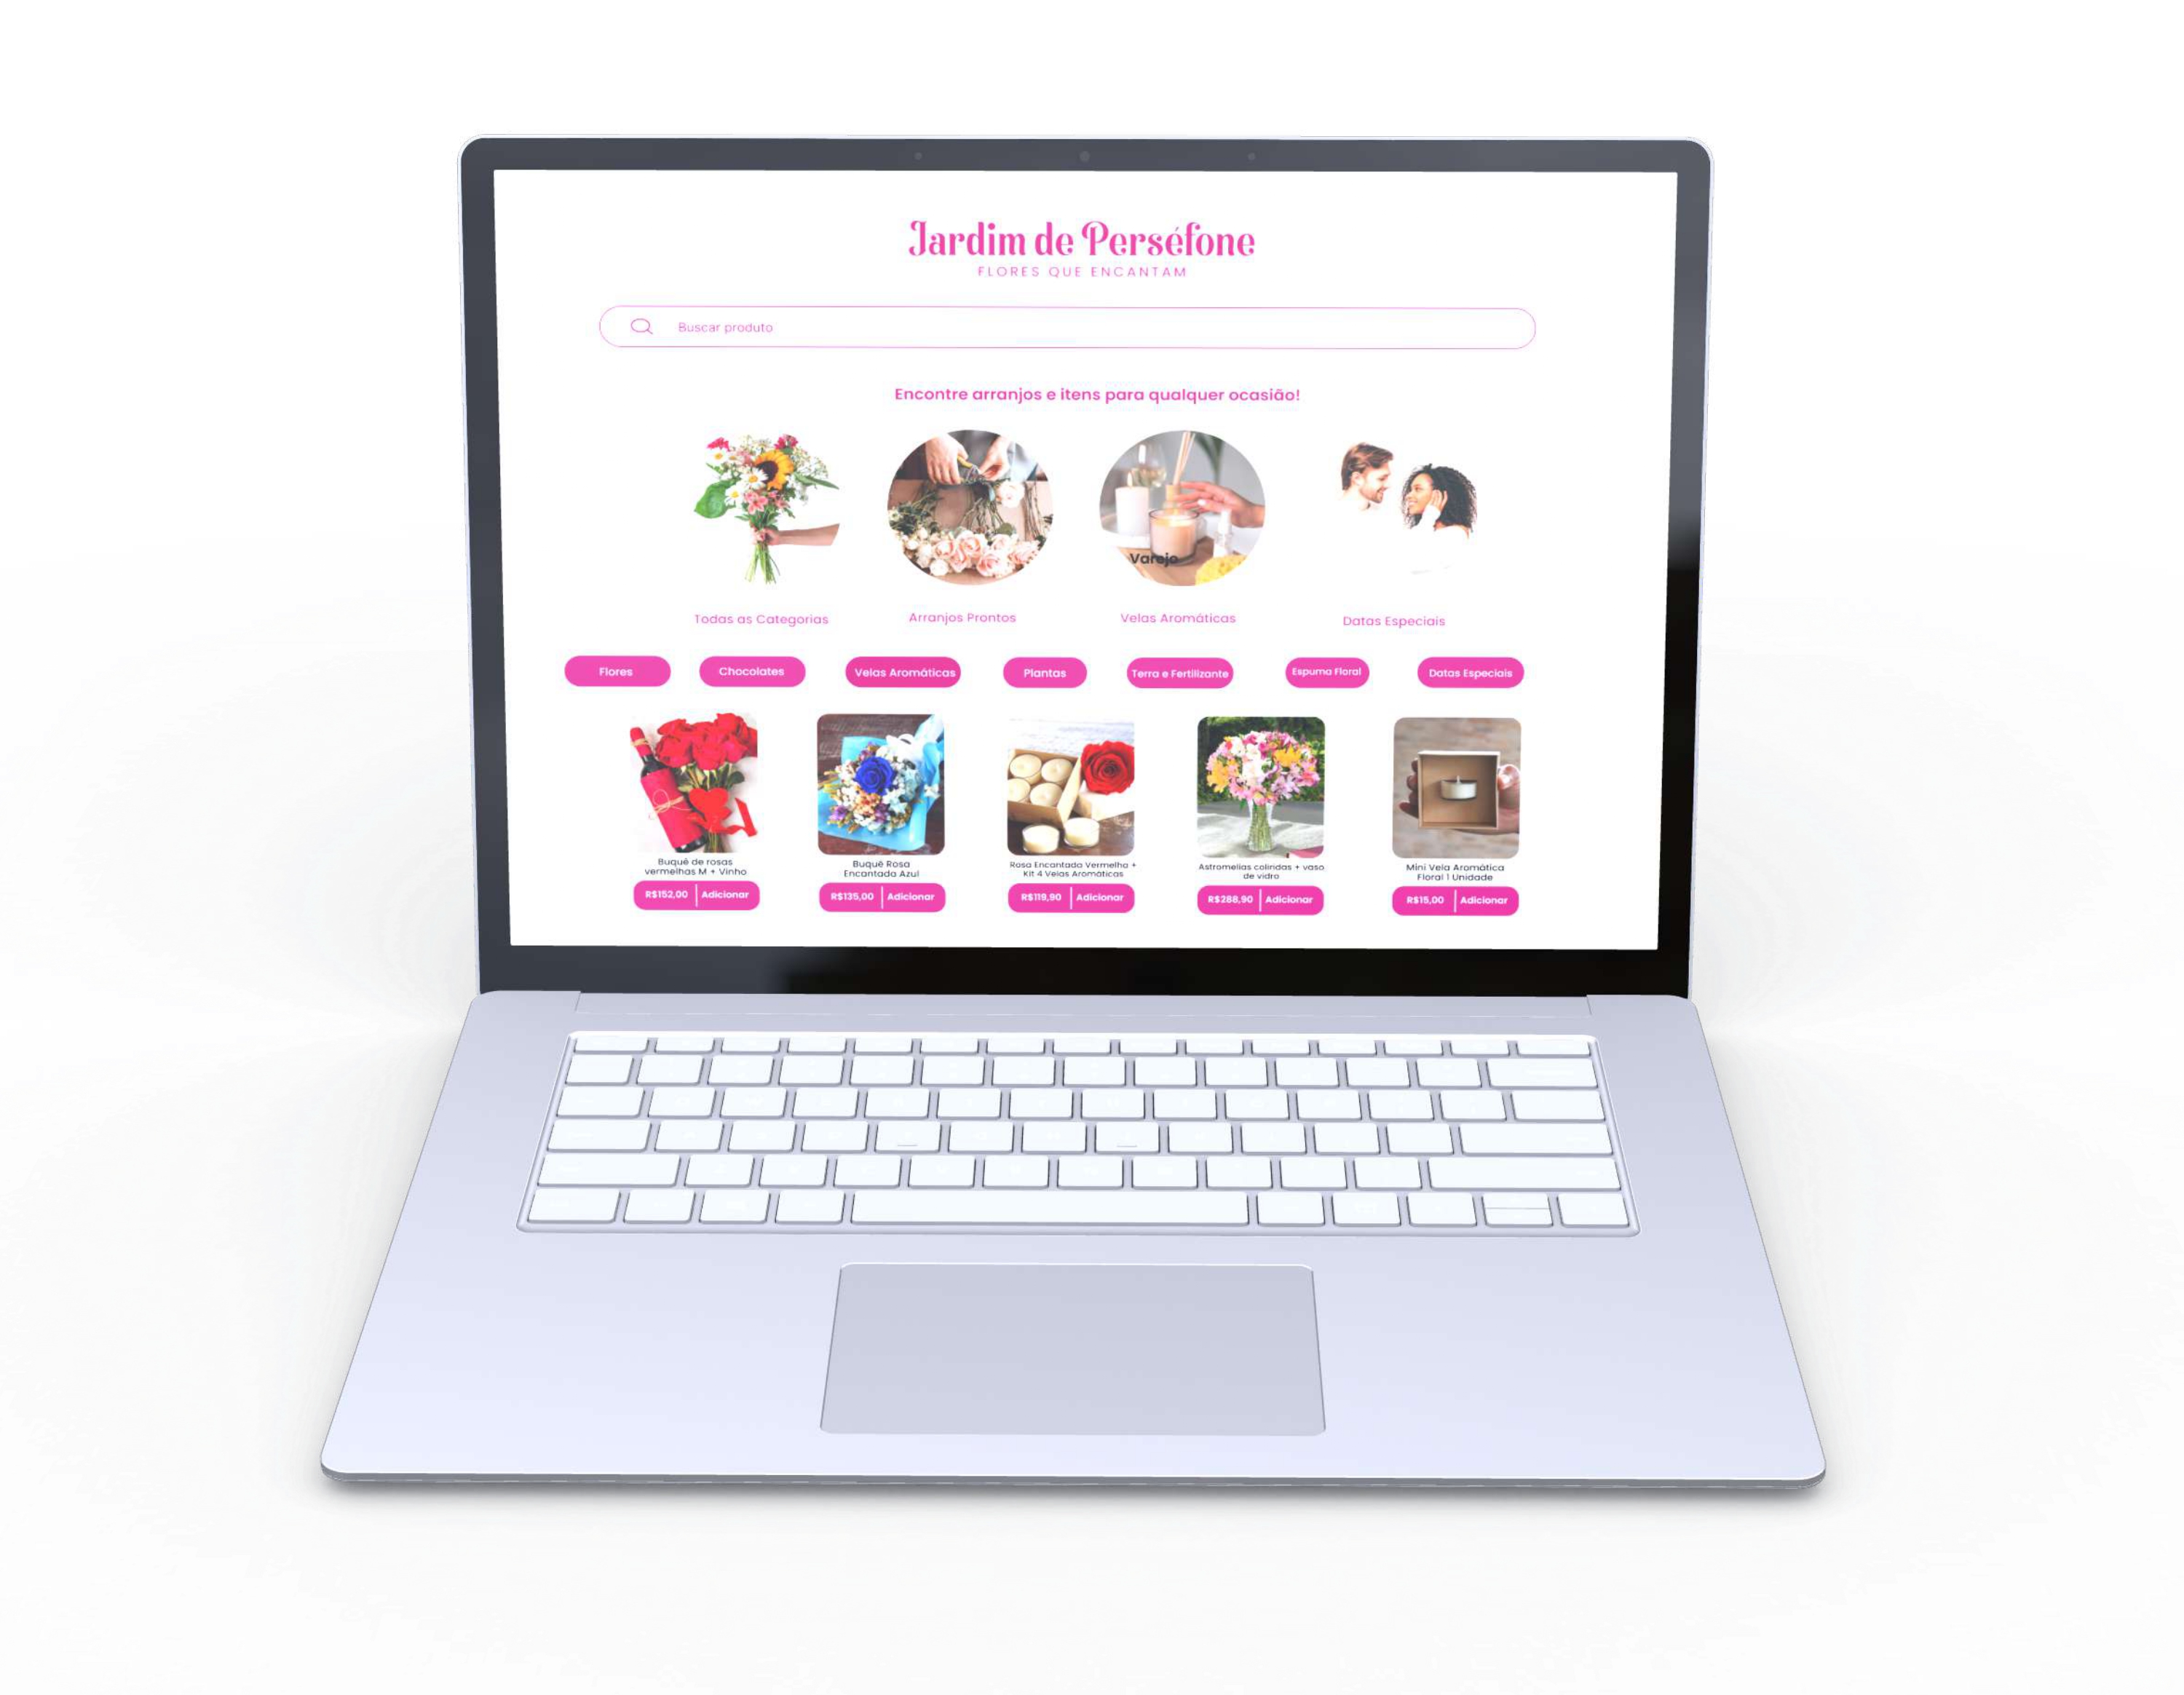 Jardim de Perséfone
FLORES QUE ENCANTAM
Buscar produto
Encontre arranjos e itens para qualquer ocasião!
Varejo
Todas as Categorias
Arranjos Prontos
Velas Aromáticas
Datas Especiais
Flores
Chocolates
Velas Aromáticas
Plantas
Terra e Fertilizante
Espuma Floral
Datas Especiais
Buquê de rosas
vermelhas M + Vinho
R$152,00 Adicionar
Buquê Rosa
Encantada Azul
R$135,00 Adicionar
Rosa Encantada Vermelha +
Kit 4 Velas Aromáticas
R$119,90 Adicionar
Astromelias coliridas + vaso
de vidro
R$288,90 Adicionar
Mini Vela Aromática
Floral 1 Unidade
R$15,00 Adicionar